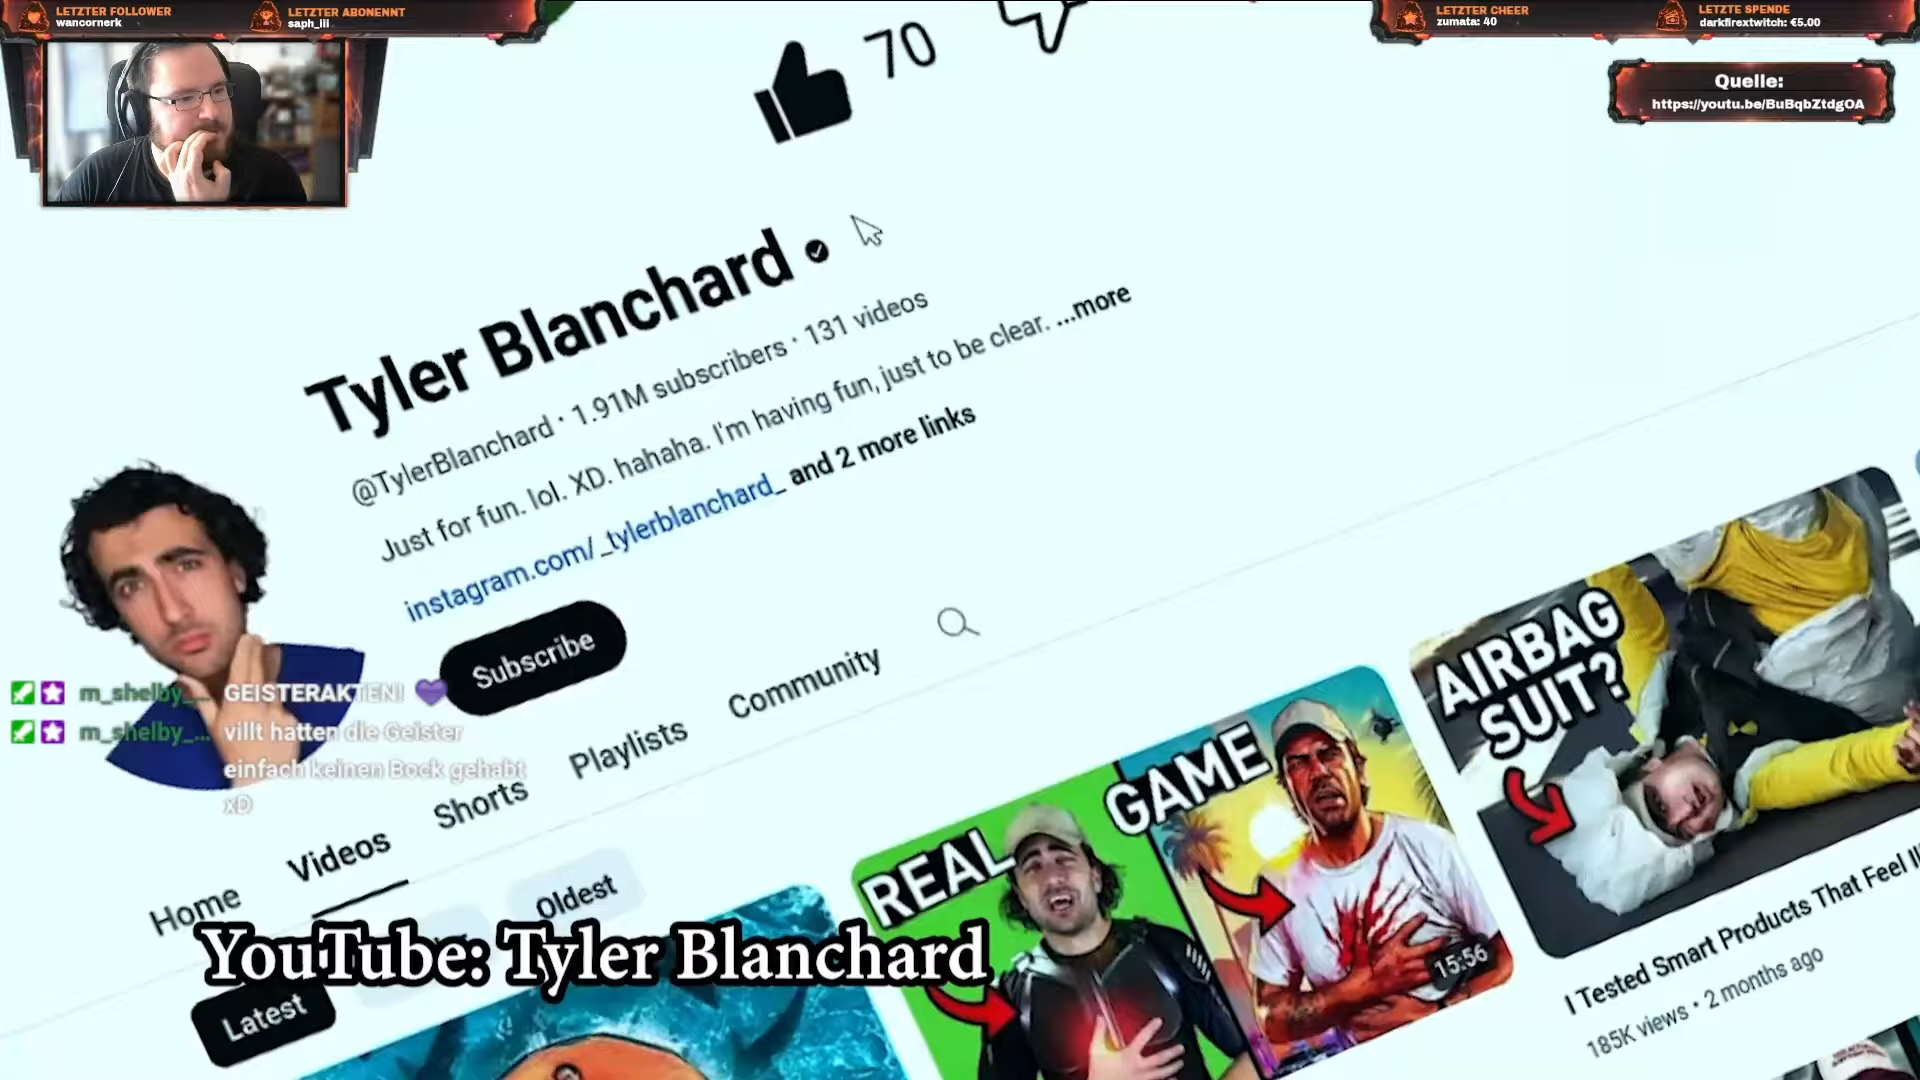 LETZTER FOLLOWER
wancornerk
LETZTER ABONENNT
saph_iii
LETZTER CHEER
zumata: 40
LETZTE SPENDE
darkfirextwitch: €5.00
Quelle:
https://youtu.be/BuBqbZtdgOA
70
Tyler Blanchard
@TylerBlanchard · 1.91M subscribers · 131 videos
Just for fun. lol. XD. hahaha. I'm having fun, just to be clear. ...more
instagram.com/_tylerblanchard_ and 2 more links
Subscribe
m_shelby_... GEISTERAKTEN!
m_shelby_... villt hatten die Geister
einfach keinen Bock gehabt
xD
Home Videos Shorts Playlists Community
Latest Oldest
YouTube: Tyler Blanchard
REAL GAME
15:56
AIRBAG
SUIT?
I Tested Smart Products That Feel
185K views · 2 months ago